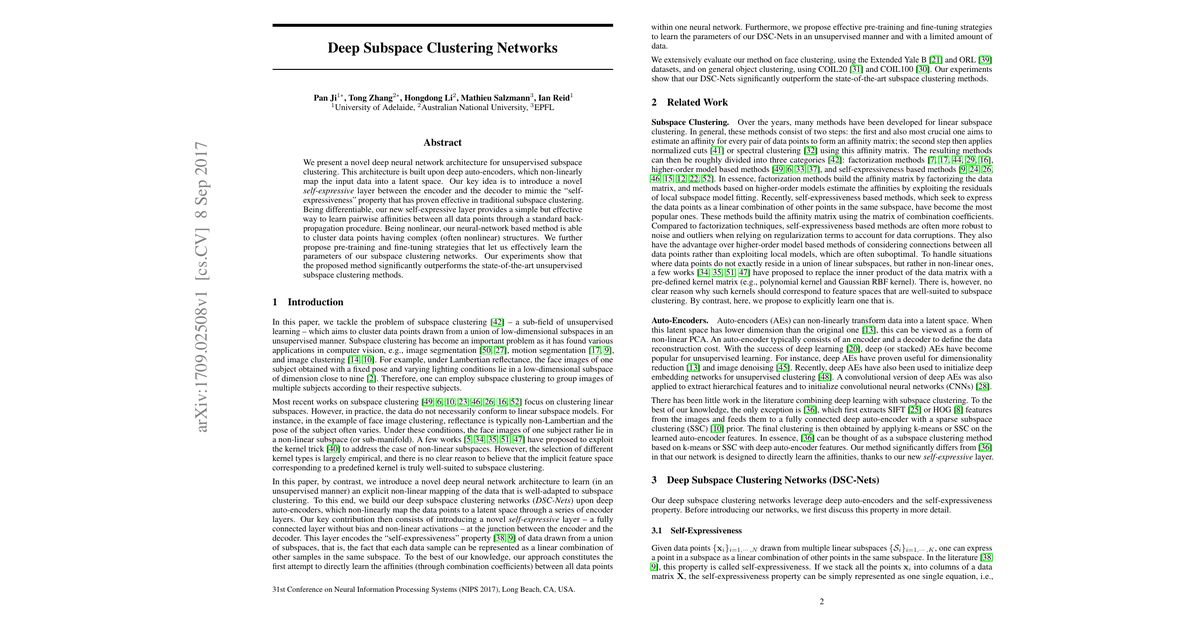 arXiv:1709.02508v1 [cs.CV] 8 Sep 2017
Deep Subspace Clustering Networks
Pan Ji1*, Tong Zhang2*, Hongdong Li2, Mathieu Salzmann3, Ian Reid1
1University of Adelaide, 2Australian National University, 3EPFL
Abstract
We present a novel deep neural network architecture for unsupervised subspace
clustering. This architecture is built upon deep auto-encoders, which non-linearly
map the input data into a latent space. Our key idea is to introduce a novel
self-expressive layer between the encoder and the decoder to mimic the “self-
expressiveness” property that has proven effective in traditional subspace clustering.
Being differentiable, our new self-expressive layer provides a simple but effective
way to learn pairwise affinities between all data points through a standard back-
propagation procedure. Being nonlinear, our neural-network based method is able
to cluster data points having complex (often nonlinear) structures. We further
propose pre-training and fine-tuning strategies that let us effectively learn the
parameters of our subspace clustering networks. Our experiments show that
the proposed method significantly outperforms the state-of-the-art unsupervised
subspace clustering methods.
1 Introduction
In this paper, we tackle the problem of subspace clustering [42] – a sub-field of unsupervised
learning – which aims to cluster data points drawn from a union of low-dimensional subspaces in an
unsupervised manner. Subspace clustering has become an important problem as it has found various
applications in computer vision, e.g., image segmentation [50, 27], motion segmentation [17, 9],
and image clustering [14, 10]. For example, under Lambertian reflectance, the face images of one
subject obtained with a fixed pose and varying lighting conditions lie in a low-dimensional subspace
of dimension close to nine [2]. Therefore, one can employ subspace clustering to group images of
multiple subjects according to their respective subjects.
Most recent works on subspace clustering [49, 6, 10, 23, 46, 26, 16, 52] focus on clustering linear
subspaces. However, in practice, the data do not necessarily conform to linear subspace models. For
instance, in the example of face image clustering, reflectance is typically non-Lambertian and the
pose of the subject often varies. Under these conditions, the face images of one subject rather lie in
a non-linear subspace (or sub-manifold). A few works [5, 34, 35, 51, 47] have proposed to exploit
the kernel trick [40] to address the case of non-linear subspaces. However, the selection of different
kernel types is largely empirical, and there is no clear reason to believe that the implicit feature space
corresponding to a predefined kernel is truly well-suited to subspace clustering.
In this paper, by contrast, we introduce a novel deep neural network architecture to learn (in an
unsupervised manner) an explicit non-linear mapping of the data that is well-adapted to subspace
clustering. To this end, we build our deep subspace clustering networks (DSC-Nets) upon deep
auto-encoders, which non-linearly map the data points to a latent space through a series of encoder
layers. Our key contribution then consists of introducing a novel self-expressive layer – a fully
connected layer without bias and non-linear activations – at the junction between the encoder and the
decoder. This layer encodes the “self-expressiveness” property [38, 9] of data drawn from a union
of subspaces, that is, the fact that each data sample can be represented as a linear combination of
other samples in the same subspace. To the best of our knowledge, our approach constitutes the
first attempt to directly learn the affinities (through combination coefficients) between all data points
31st Conference on Neural Information Processing Systems (NIPS 2017), Long Beach, CA, USA.
within one neural network. Furthermore, we propose effective pre-training and fine-tuning strategies
to learn the parameters of our DSC-Nets in an unsupervised manner and with a limited amount of
data.
We extensively evaluate our method on face clustering, using the Extended Yale B [21] and ORL [39]
datasets, and on general object clustering, using COIL20 [31] and COIL100 [30]. Our experiments
show that our DSC-Nets significantly outperform the state-of-the-art subspace clustering methods.
2 Related Work
Subspace Clustering. Over the years, many methods have been developed for linear subspace
clustering. In general, these methods consist of two steps: the first and also most crucial one aims to
estimate an affinity for every pair of data points to form an affinity matrix; the second step then applies
normalized cuts [41] or spectral clustering [32] using this affinity matrix. The resulting methods
can then be roughly divided into three categories [42]: factorization methods [7, 17, 44, 29, 16],
higher-order model based methods [49, 6, 33, 37], and self-expressiveness based methods [9, 24, 26,
46, 15, 12, 22, 52]. In essence, factorization methods build the affinity matrix by factorizing the data
matrix, and methods based on higher-order models estimate the affinities by exploiting the residuals
of local subspace model fitting. Recently, self-expressiveness based methods, which seek to express
the data points as a linear combination of other points in the same subspace, have become the most
popular ones. These methods build the affinity matrix using the matrix of combination coefficients.
Compared to factorization techniques, self-expressiveness based methods are often more robust to
noise and outliers when relying on regularization terms to account for data corruptions. They also
have the advantage over higher-order model based methods of considering connections between all
data points rather than exploiting local models, which are often suboptimal. To handle situations
where data points do not exactly reside in a union of linear subspaces, but rather in non-linear ones,
a few works [34, 35, 51, 47] have proposed to replace the inner product of the data matrix with a
pre-defined kernel matrix (e.g., polynomial kernel and Gaussian RBF kernel). There is, however, no
clear reason why such kernels should correspond to feature spaces that are well-suited to subspace
clustering. By contrast, here, we propose to explicitly learn one that is.
Auto-Encoders. Auto-encoders (AEs) can non-linearly transform data into a latent space. When
this latent space has lower dimension than the original one [13], this can be viewed as a form of
non-linear PCA. An auto-encoder typically consists of an encoder and a decoder to define the data
reconstruction cost. With the success of deep learning [20], deep (or stacked) AEs have become
popular for unsupervised learning. For instance, deep AEs have proven useful for dimensionality
reduction [13] and image denoising [45]. Recently, deep AEs have also been used to initialize deep
embedding networks for unsupervised clustering [48]. A convolutional version of deep AEs was also
applied to extract hierarchical features and to initialize convolutional neural networks (CNNs) [28].
There has been little work in the literature combining deep learning with subspace clustering. To the
best of our knowledge, the only exception is [36], which first extracts SIFT [25] or HOG [8] features
from the images and feeds them to a fully connected deep auto-encoder with a sparse subspace
clustering (SSC) [10] prior. The final clustering is then obtained by applying k-means or SSC on the
learned auto-encoder features. In essence, [36] can be thought of as a subspace clustering method
based on k-means or SSC with deep auto-encoder features. Our method significantly differs from [36]
in that our network is designed to directly learn the affinities, thanks to our new self-expressive layer.
3 Deep Subspace Clustering Networks (DSC-Nets)
Our deep subspace clustering networks leverage deep auto-encoders and the self-expressiveness
property. Before introducing our networks, we first discuss this property in more detail.
3.1 Self-Expressiveness
Given data points {xi}i=1,··· ,N drawn from multiple linear subspaces {Si}i=1,··· ,K, one can express
a point in a subspace as a linear combination of other points in the same subspace. In the literature [38,
9], this property is called self-expressiveness. If we stack all the points xi into columns of a data
matrix X, the self-expressiveness property can be simply represented as one single equation, i.e.,
2